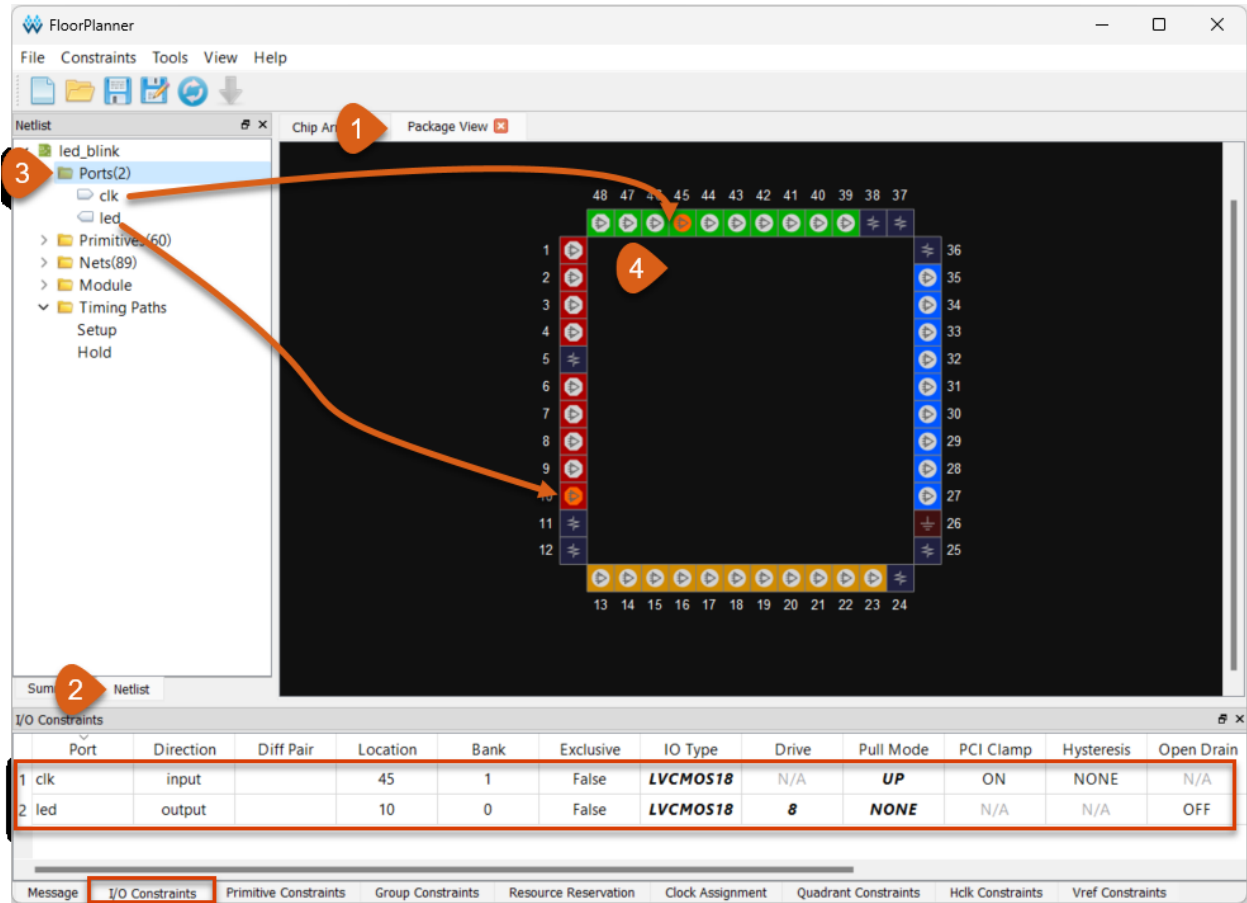 FloorPlanner
File Constraints Tools View Help
Netlist
Chip Ar 1 Package View
led_blink
3 Ports(2)
clk
led
Primitives(60)
Nets(89)
Module
Timing Paths
Setup
Hold
48 47 46 45 44 43 42 41 40 39 38 37
1 36
2 4 35
3 34
4 33
5 32
6 31
7 30
8 29
9 28
10 27
11 26
12 25
13 14 15 16 17 18 19 20 21 22 23 24
Sum 2 Netlist
I/O Constraints
Port Direction Diff Pair Location Bank Exclusive IO Type Drive Pull Mode PCI Clamp Hysteresis Open Drain
1 clk input 45 1 False LVCMOS18 N/A UP ON NONE N/A
2 led output 10 0 False LVCMOS18 8 NONE N/A N/A OFF
Message I/O Constraints Primitive Constraints Group Constraints Resource Reservation Clock Assignment Quadrant Constraints Hclk Constraints Vref Constraints